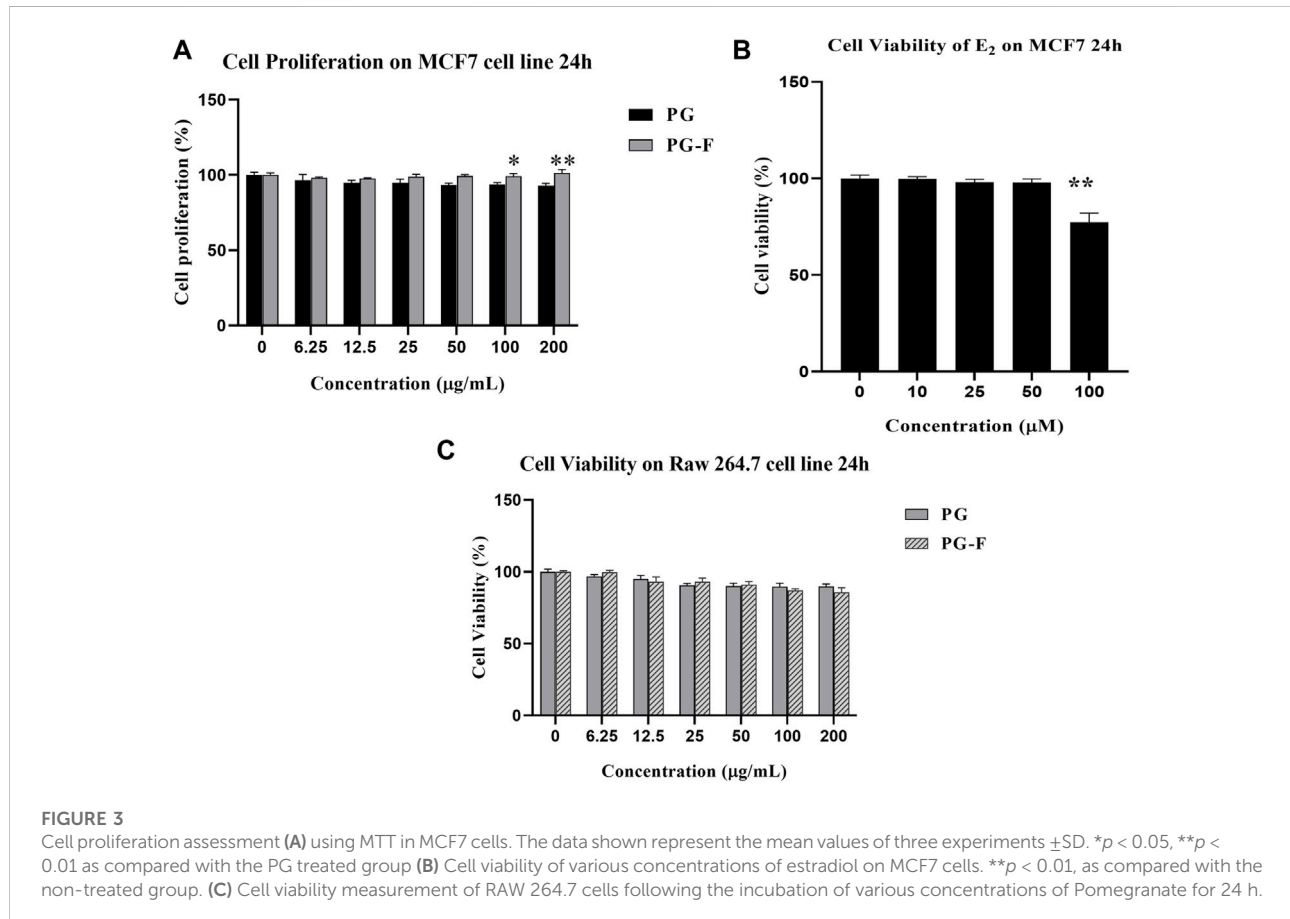 A
Cell Proliferation on MCF7 cell line 24h
150
100
50
0
Cell proliferation (%)
* **
0 6.25 12.5 25 50 100 200
Concentration (µg/mL)
PG
PG-F
B
Cell Viability of E₂ on MCF7 24h
150
100
50
0
Cell viability (%)
**
0 10 25 50 100
Concentration (µM)
C
Cell Viability on Raw 264.7 cell line 24h
150
100
50
0
Cell Viability (%)
0 6.25 12.5 25 50 100 200
Concentration (µg/mL)
PG
PG-F
FIGURE 3
Cell proliferation assessment (A) using MTT in MCF7 cells. The data shown represent the mean values of three experiments ±SD. *p < 0.05, **p <
0.01 as compared with the PG treated group (B) Cell viability of various concentrations of estradiol on MCF7 cells. **p < 0.01, as compared with the
non-treated group. (C) Cell viability measurement of RAW 264.7 cells following the incubation of various concentrations of Pomegranate for 24 h.